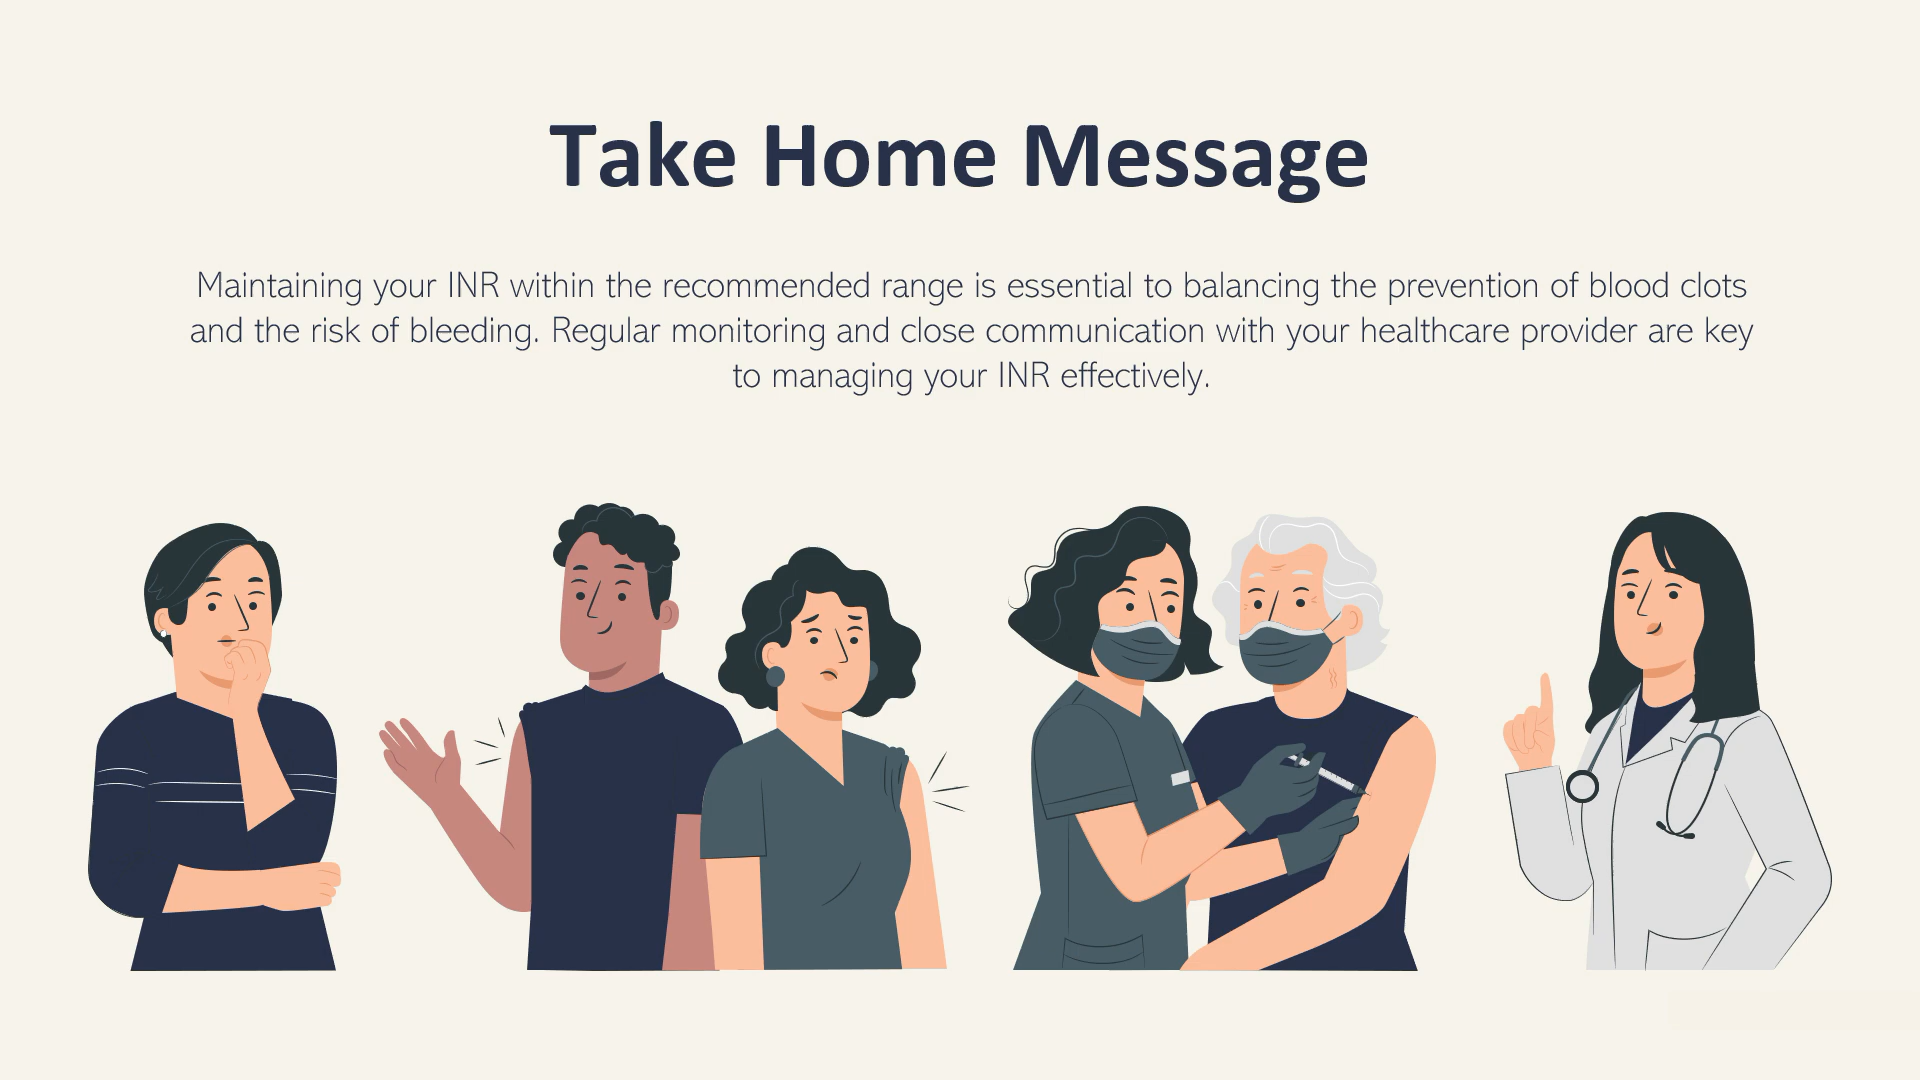 Take Home Message
Maintaining your INR within the recommended range is essential to balancing the prevention of blood clots
and the risk of bleeding. Regular monitoring and close communication with your healthcare provider are key
to managing your INR effectively.